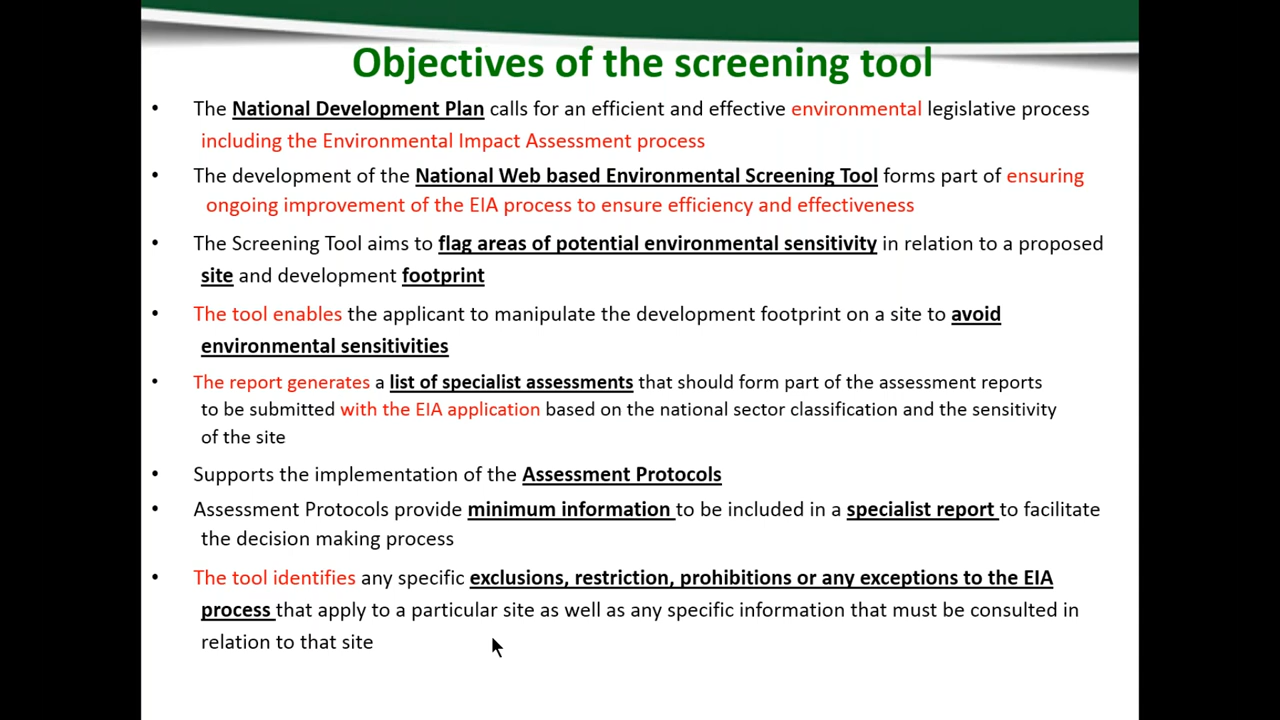 Objectives of the screening tool
• The National Development Plan calls for an efficient and effective environmental legislative process
including the Environmental Impact Assessment process
• The development of the National Web based Environmental Screening Tool forms part of ensuring
ongoing improvement of the EIA process to ensure efficiency and effectiveness
• The Screening Tool aims to flag areas of potential environmental sensitivity in relation to a proposed
site and development footprint
• The tool enables the applicant to manipulate the development footprint on a site to avoid
environmental sensitivities
• The report generates a list of specialist assessments that should form part of the assessment reports
to be submitted with the EIA application based on the national sector classification and the sensitivity
of the site
• Supports the implementation of the Assessment Protocols
• Assessment Protocols provide minimum information to be included in a specialist report to facilitate
the decision making process
• The tool identifies any specific exclusions, restriction, prohibitions or any exceptions to the EIA
process that apply to a particular site as well as any specific information that must be consulted in
relation to that site